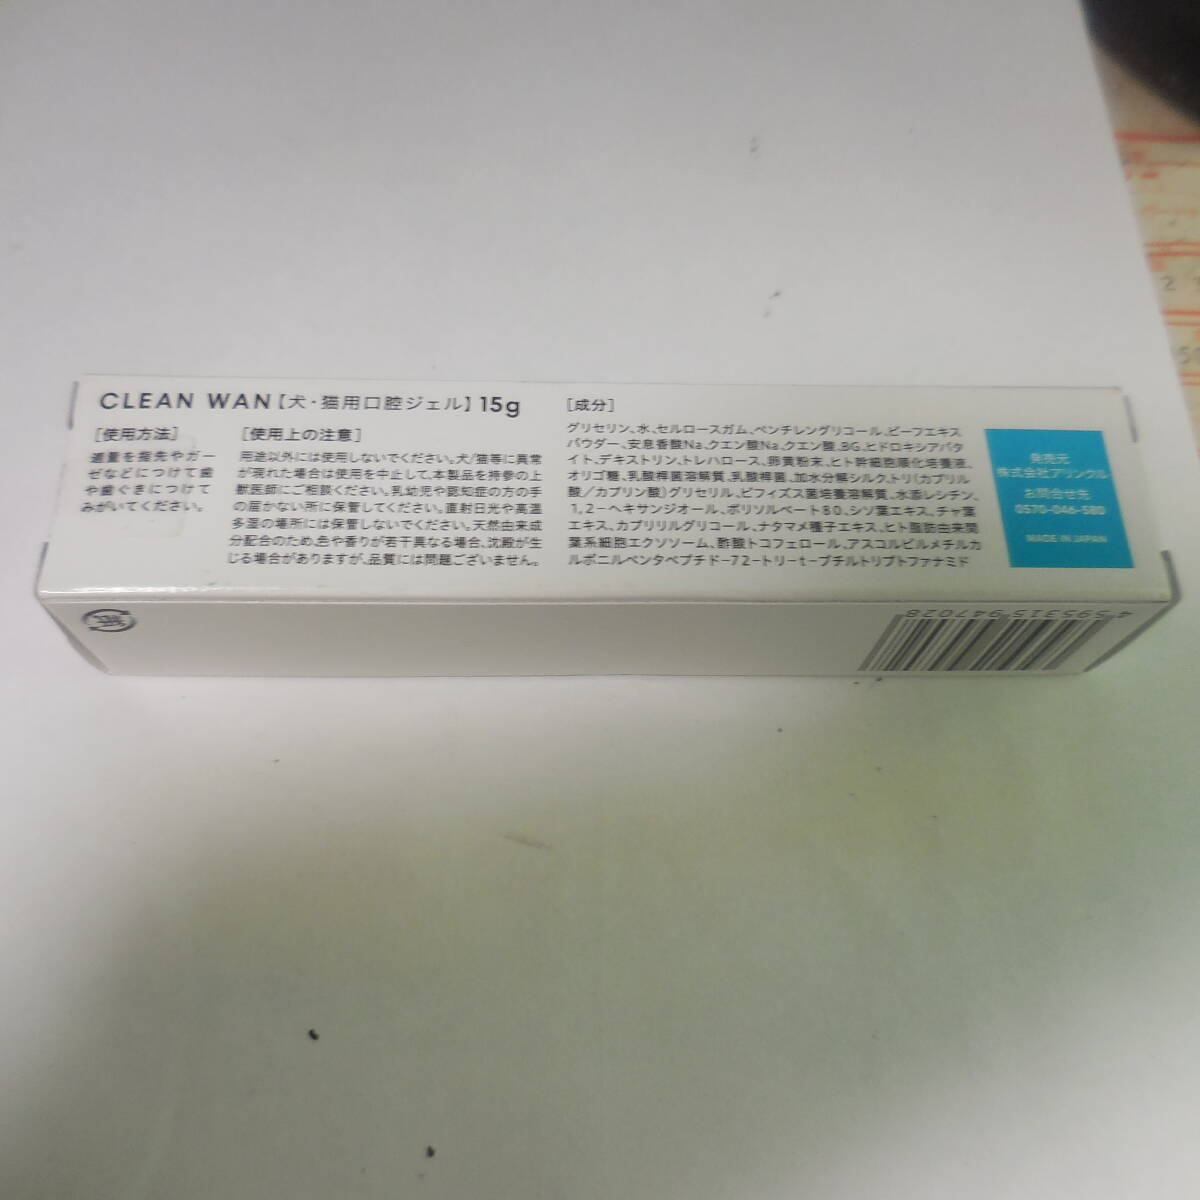 CLEAN WAN【犬・猫用口腔ジェル】15g
[使用方法]
適量を指先やガー
ゼなどにつけて歯
や歯ぐきにつけて
みがいてください。
[使用上の注意]
用途以外には使用しないでください。犬/猫等に異常
が現れた場合は使用を中止して、本製品を持参の上
獣医師にご相談ください。乳幼児や認知症の方の手
の届かない所に保管してください。直射日光や高温
多湿の場所には保管しないでください。天然由来成
分配合のため、色や香りが若干異なる場合、沈殿が生
じる場合がありますが、品質には問題ございません。
[成分]
グリセリン、水、セルロースガム、ペンチレングリコール、ビーフエキス
パウダー、安息香酸Na、クエン酸Na、クエン酸、BG、ヒドロキシアパタ
イト、デキストリン、トレハロース、卵黄粉末、ヒト幹細胞順化培養液、
オリゴ糖、乳酸桿菌溶解質、乳酸桿菌、加水分解シルク、トリ(カプリル
酸/カプリン酸)グリセリル、ビフィズス菌培養溶解質、水添レシチン、
1,2-ヘキサンジオール、ポリソルベート80、シソ葉エキス、チャ葉
エキス、カプリリルグリコール、ナタマメ種子エキス、ヒト脂肪由来間
葉系細胞エクソソーム、酢酸トコフェロール、アスコルビルメチルカ
ルボニルペンタペプチド-72-トリ-t-ブチルトリプトファナミド
発売元
株式会社アリンクル
お問合せ先
0570-046-580
MADE IN JAPAN
紙
4 595315 947028